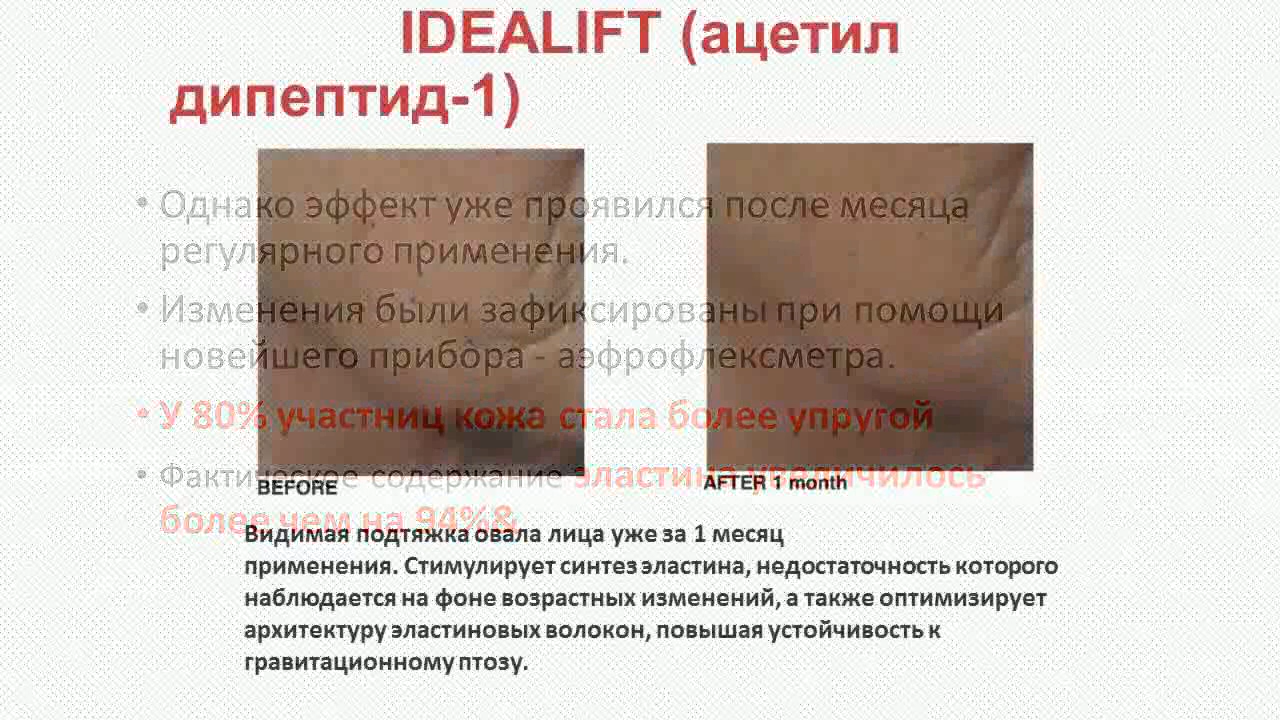 IDEALIFT (ацетил
дипептид-1)
• Однако эффект уже проявился после месяца
регулярного применения.
• Изменения были зафиксированы при помощи
новейшего прибора - аэфрофлексметра.
• У 80% участниц кожа стала более упругой
• Фактическое содержание эластина увеличилось
более чем на 94%&
BEFORE
AFTER 1 month
Видимая подтяжка овала лица уже за 1 месяц
применения. Стимулирует синтез эластина, недостаточность которого
наблюдается на фоне возрастных изменений, а также оптимизирует
архитектуру эластиновых волокон, повышая устойчивость к
гравитационному птозу.